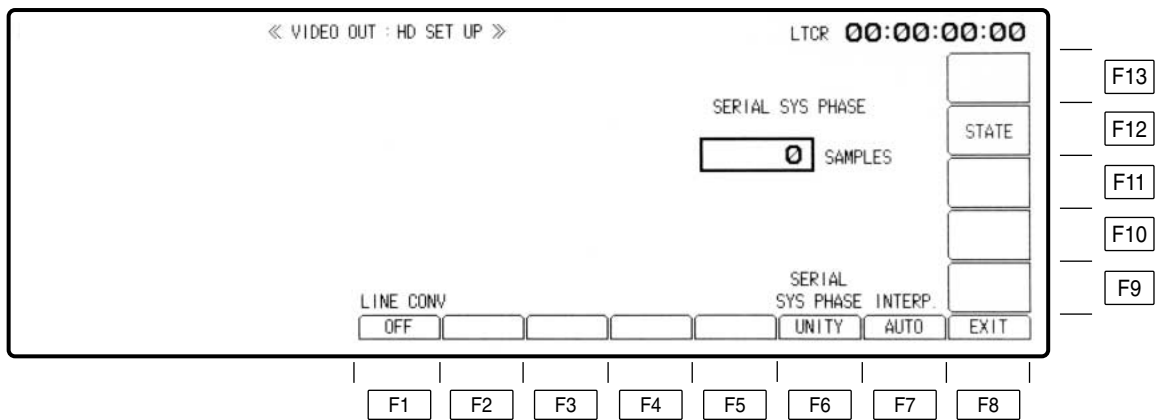 ≪ VIDEO OUT : HD SET UP ≫ LTCR 00:00:00:00
F13
SERIAL SYS PHASE
STATE F12
0 SAMPLES
F11
F10
SERIAL
F9
LINE CONV SYS PHASE INTERP.
OFF UNITY AUTO EXIT
F1 F2 F3 F4 F5 F6 F7 F8